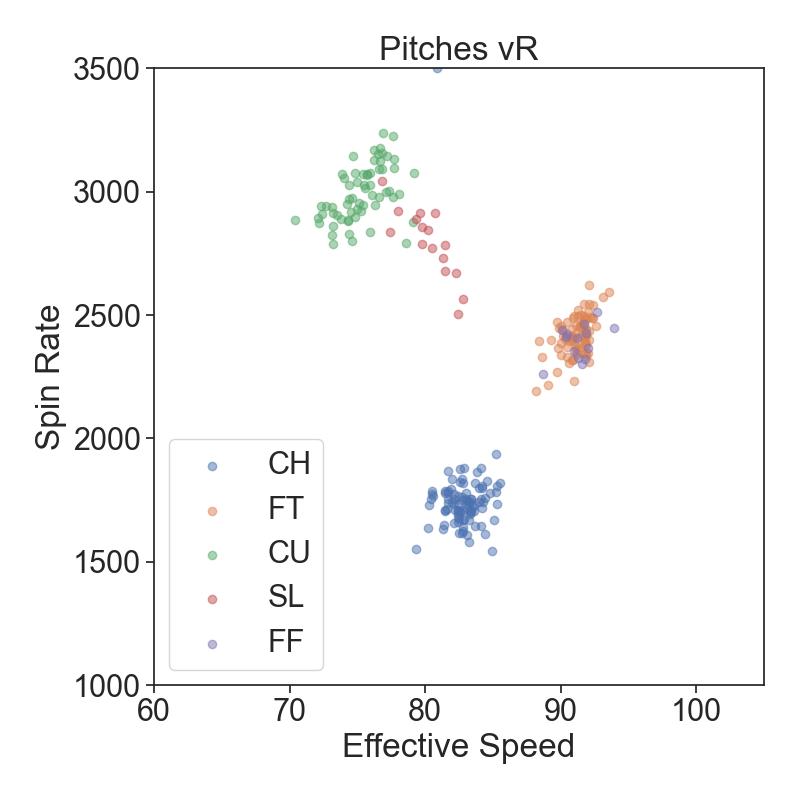 Pitches vR
3500
3000
2500
2000
1500
1000
Spin Rate
CH
FT
CU
SL
FF
60 70 80 90 100
Effective Speed